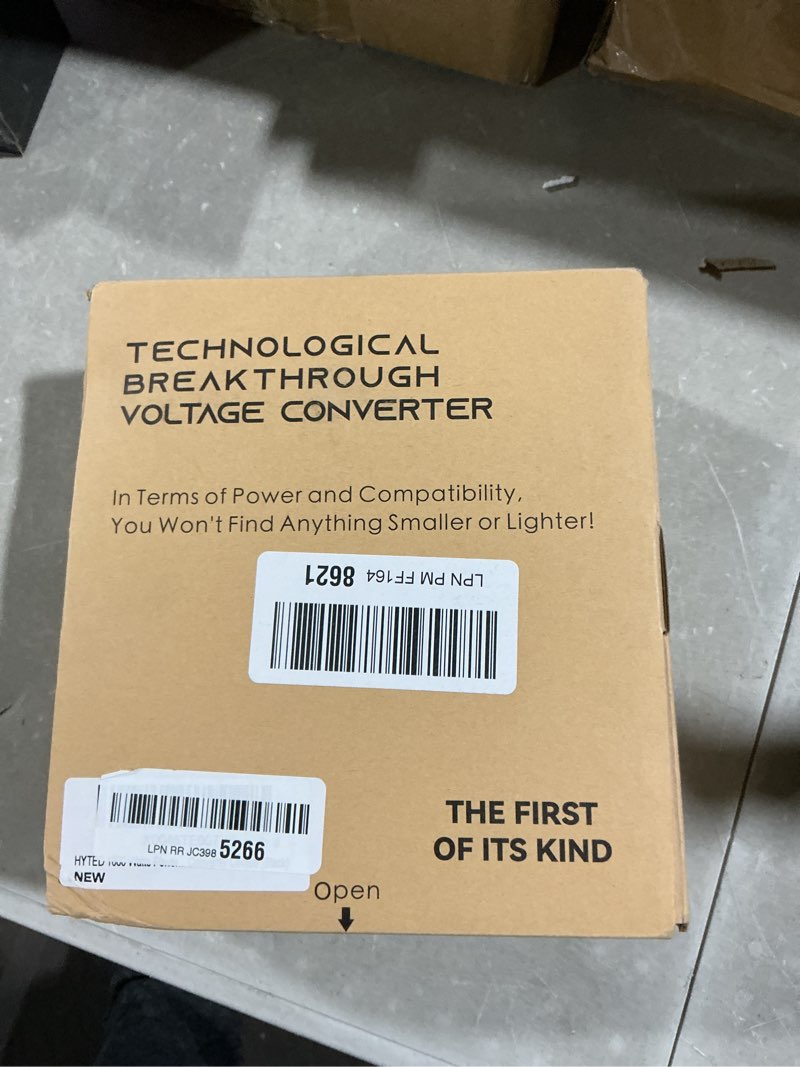 TECHNOLOGICAL
BREAKTHROUGH
VOLTAGE CONVERTER
In Terms of Power and Compatibility,
You Won't Find Anything Smaller or Lighter!
LPN PM FF164 8621
LPN RR JC398 5266
HYTED
NEW
THE FIRST
OF ITS KIND
Open